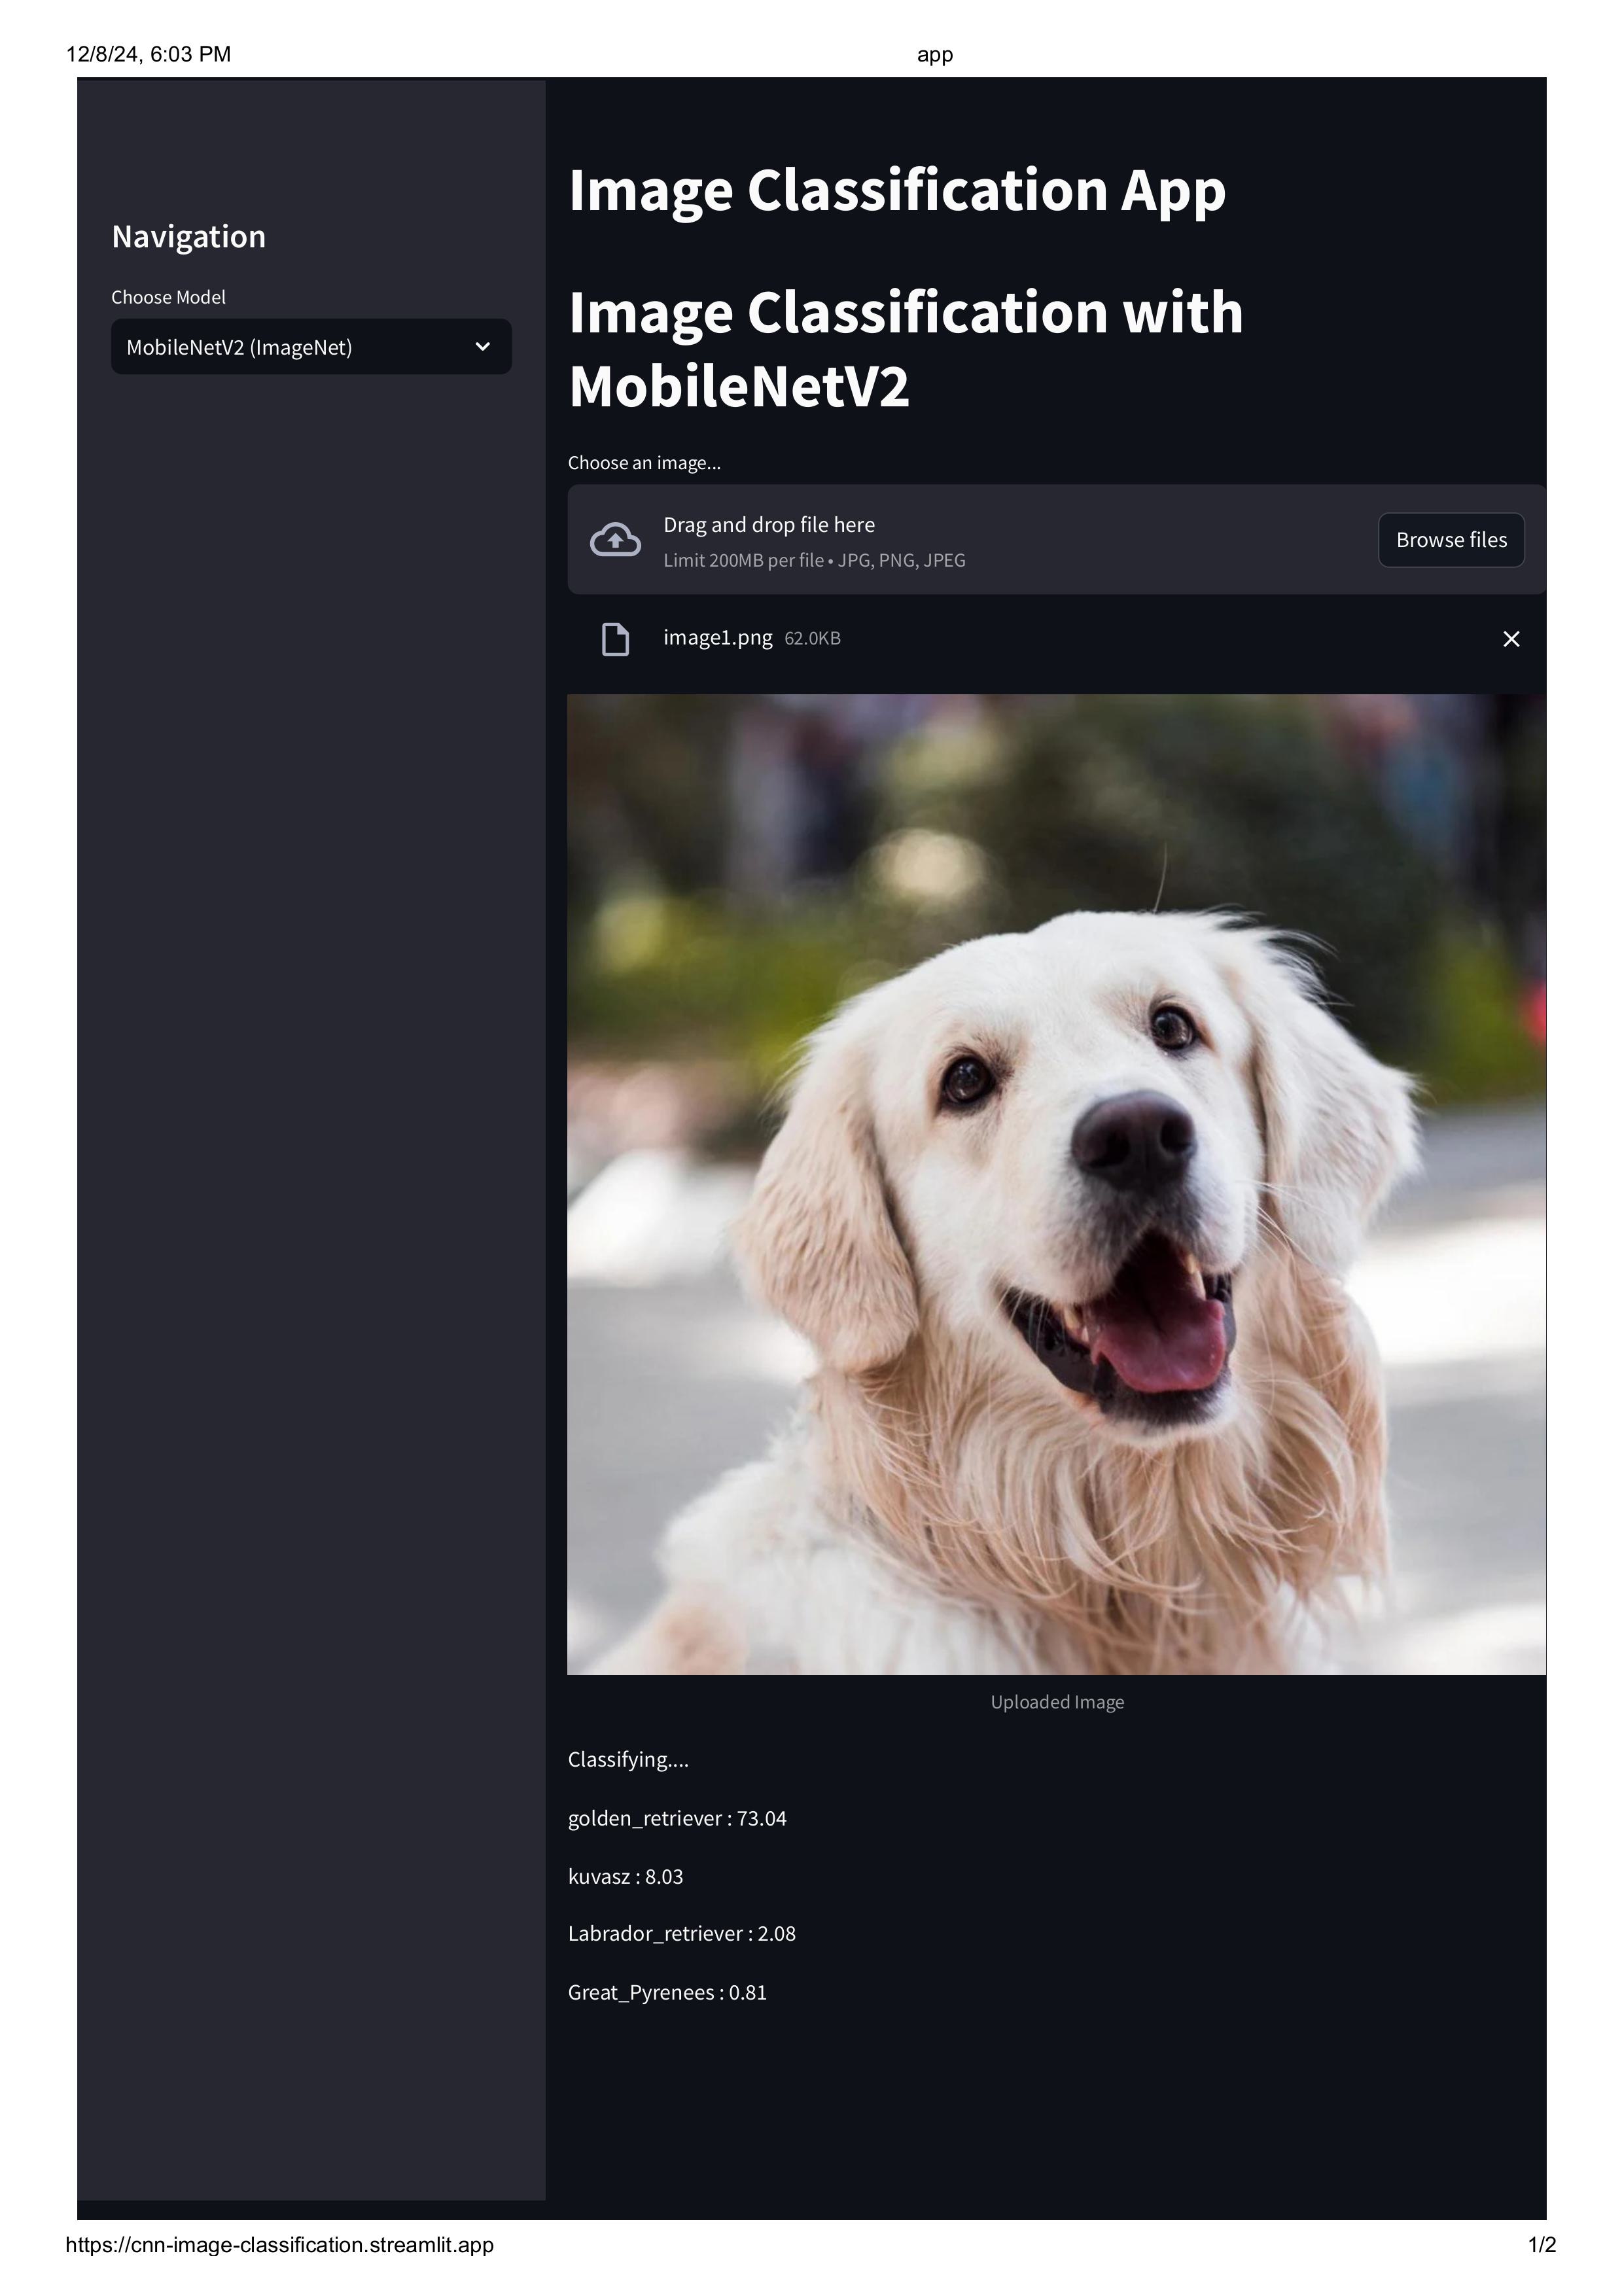 12/8/24, 6:03 PM
app
Navigation
Choose Model
MobileNetV2 (ImageNet)
Image Classification App
Image Classification with
MobileNetV2
Choose an image...
Drag and drop file here
Limit 200MB per file • JPG, PNG, JPEG
Browse files
image1.png 62.0KB
Uploaded Image
Classifying....
golden_retriever : 73.04
kuvasz : 8.03
Labrador_retriever : 2.08
Great_Pyrenees : 0.81
https://cnn-image-classification.streamlit.app
1/2